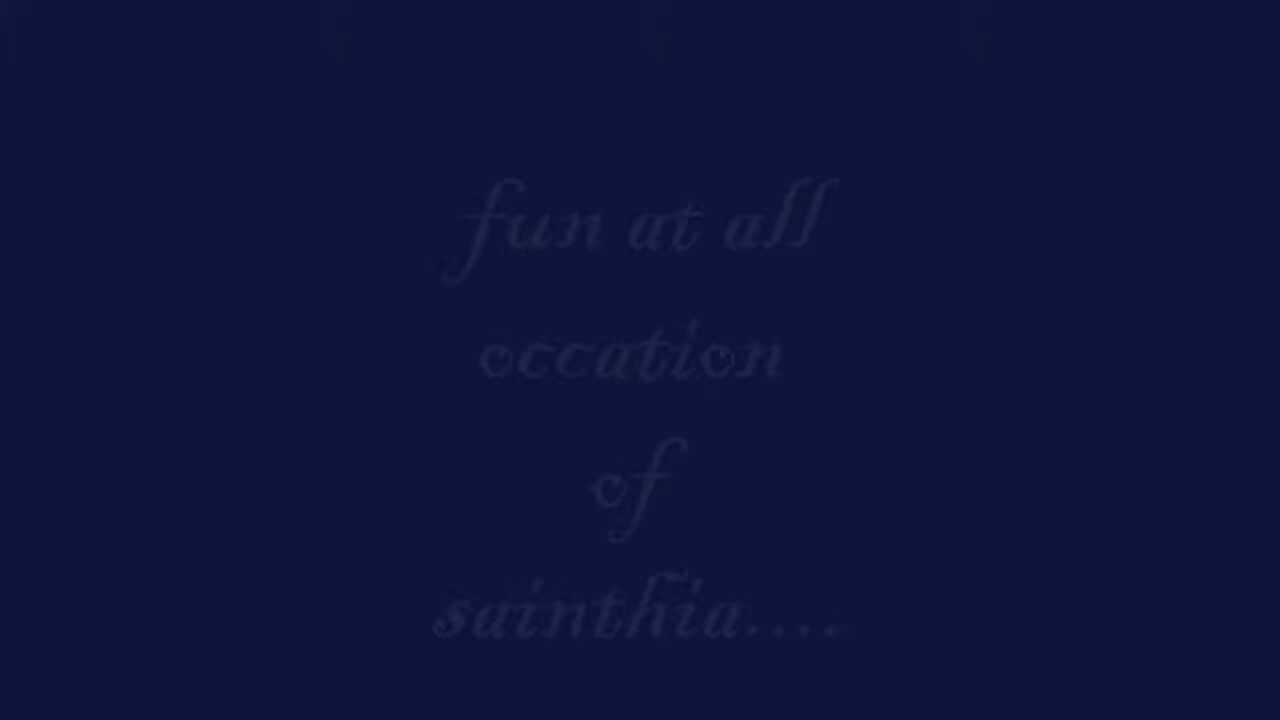 fun at all
occation
of
sainthia....